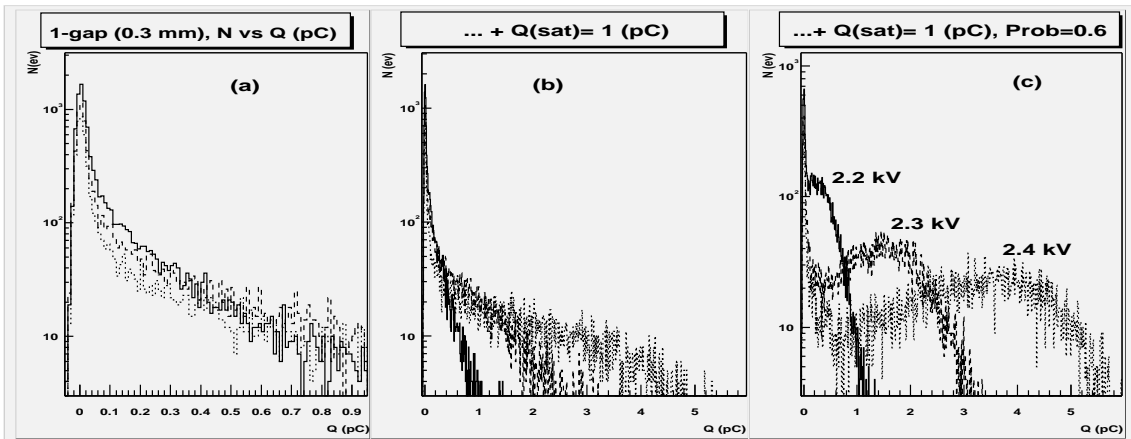 1-gap (0.3 mm), N vs Q (pC)
N(ev)
(a)
10³
10²
10
0 0.1 0.2 0.3 0.4 0.5 0.6 0.7 0.8 0.9
Q (pC)
... + Q(sat)= 1 (pC)
N (ev)
(b)
10³
10²
10
0 1 2 3 4 5
Q (pC)
...+ Q(sat)= 1 (pC), Prob=0.6
N (ev)
(c)
10³
10²
10
2.2 kV
2.3 kV
2.4 kV
0 1 2 3 4 5
Q (pC)